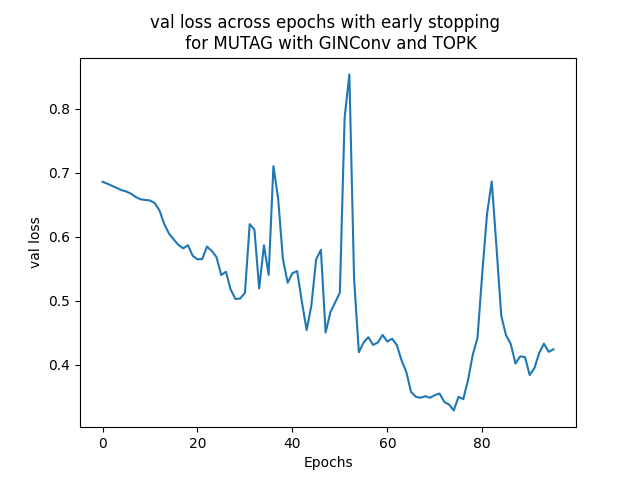 val loss across epochs with early stopping
for MUTAG with GINConv and TOPK
val loss
0.8
0.7
0.6
0.5
0.4
0 20 40 60 80
Epochs